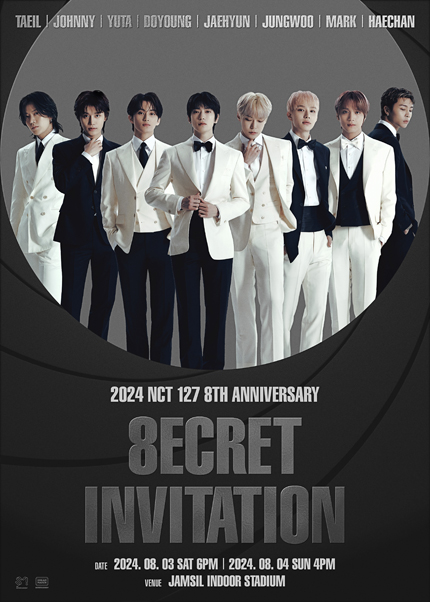 TAEIL | JOHNNY | YUTA | DOYOUNG | JAEHYUN | JUNGWOO | MARK | HAECHAN
2024 NCT 127 8TH ANNIVERSARY
8ECRET
INVITATION
DATE 2024. 08. 03 SAT 6PM | 2024. 08. 04 SUN 4PM
VENUE JAMSIL INDOOR STADIUM